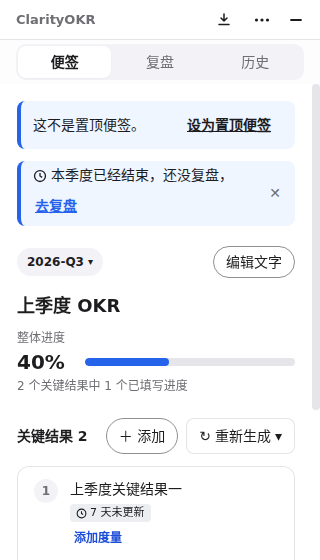 ClarityOKR
便签 复盘 历史
这不是置顶便签。 设为置顶便签
本季度已经结束，还没复盘，
去复盘
2026-Q3 ▾ 编辑文字
上季度 OKR
整体进度
40%
2 个关键结果中 1 个已填写进度
关键结果 2 ＋ 添加 ↻ 重新生成 ▾
1 上季度关键结果一
7 天未更新
添加度量